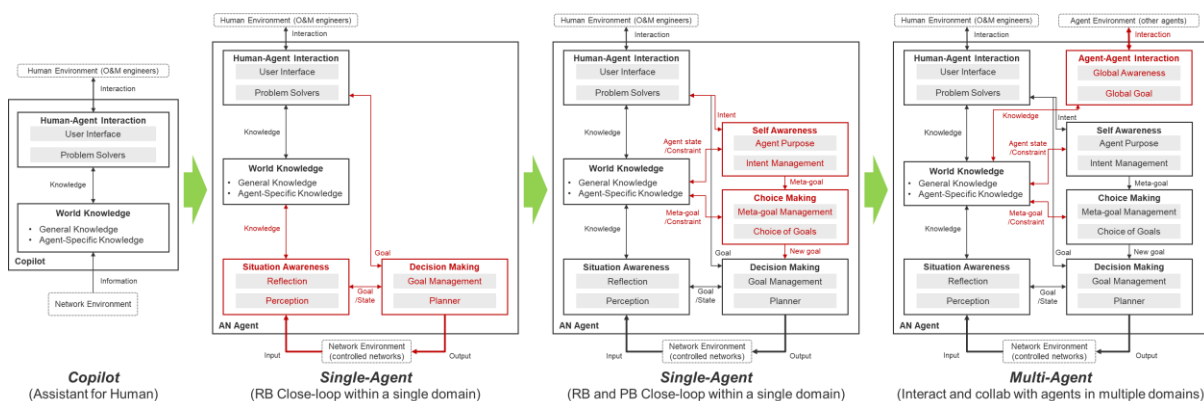 Human Environment (O&M engineers)
Interaction
Human-Agent Interaction
User Interface
Problem Solvers
Knowledge
World Knowledge
• General Knowledge
• Agent-Specific Knowledge
Copilot
Information
Network Environment
Copilot
(Assistant for Human)
Human Environment (O&M engineers)
Interaction
Human-Agent Interaction
User Interface
Problem Solvers
Knowledge
World Knowledge
• General Knowledge
• Agent-Specific Knowledge
Knowledge
Goal
Situation Awareness
Reflection
Perception
Goal
/State
Decision Making
Goal Management
Planner
AN Agent
Input
Network Environment
(controlled networks)
Output
Single-Agent
(RB Close-loop within a single domain)
Human Environment (O&M engineers)
Interaction
Human-Agent Interaction
User Interface
Problem Solvers
Intent
Knowledge
Self Awareness
Agent Purpose
Intent Management
Agent state
/Constraint
World Knowledge
• General Knowledge
• Agent-Specific Knowledge
Meta-goal
Choice Making
Meta-goal Management
Choice of Goals
Meta-goal
/Constraint
Knowledge
Goal
New goal
Situation Awareness
Reflection
Perception
Goal
/State
Decision Making
Goal Management
Planner
AN Agent
Input
Network Environment
(controlled networks)
Output
Single-Agent
(RB and PB Close-loop within a single domain)
Human Environment (O&M engineers)
Interaction
Agent Environment (other agents)
Interaction
Human-Agent Interaction
User Interface
Problem Solvers
Agent-Agent Interaction
Global Awareness
Global Goal
Knowledge
Intent
Knowledge
Self Awareness
Agent Purpose
Intent Management
Agent state
/Constraint
World Knowledge
• General Knowledge
• Agent-Specific Knowledge
Meta-goal
Choice Making
Meta-goal Management
Choice of Goals
Meta-goal
/Constraint
Knowledge
Goal
New goal
Situation Awareness
Reflection
Perception
Goal
/State
Decision Making
Goal Management
Planner
AN Agent
Input
Network Environment
(controlled networks)
Output
Multi-Agent
(Interact and collab with agents in multiple domains)